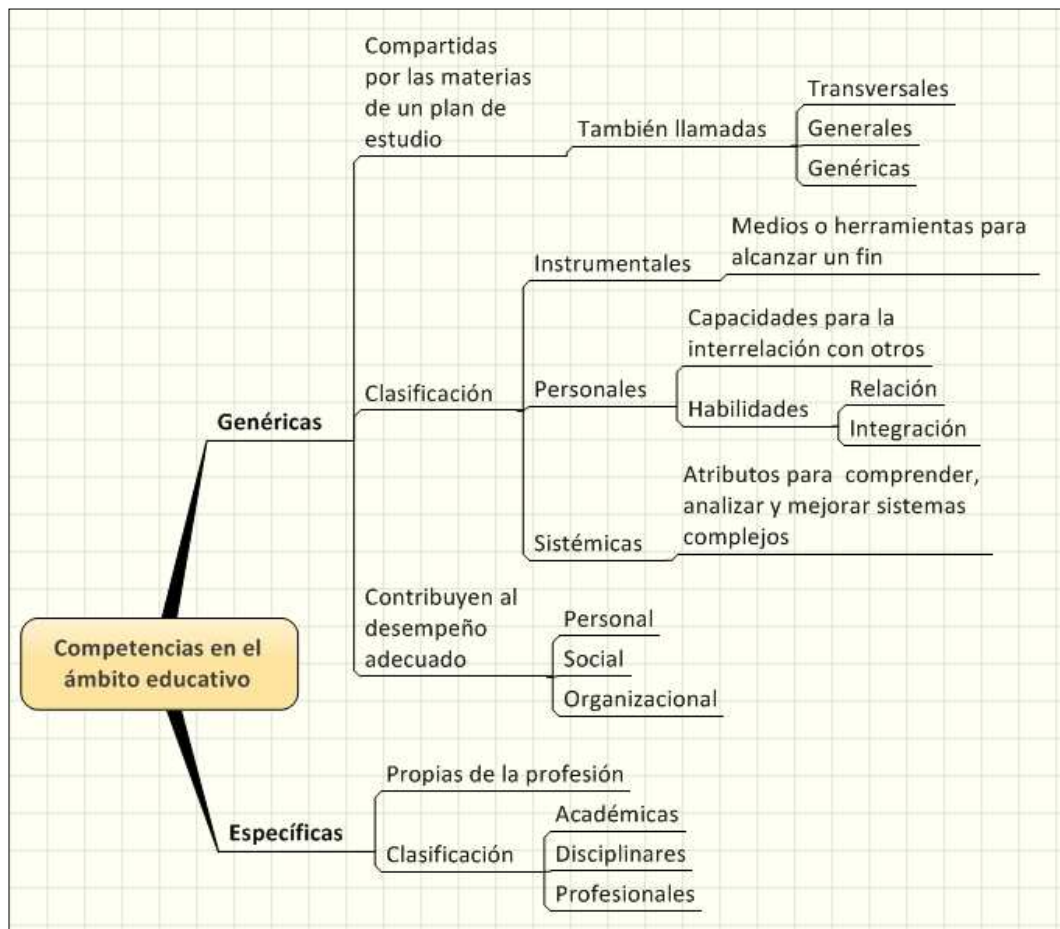 Compartidas
por las materias
de un plan de
estudio
También llamadas
Transversales
Generales
Genéricas
Genéricas
Clasificación
Instrumentales
Medios o herramientas para
alcanzar un fin
Personales
Capacidades para la
interrelación con otros
Habilidades
Relación
Integración
Sistémicas
Atributos para comprender,
analizar y mejorar sistemas
complejos
Contribuyen al
desempeño
adecuado
Personal
Social
Organizacional
Competencias en el
ámbito educativo
Específicas
Propias de la profesión
Clasificación
Académicas
Disciplinares
Profesionales